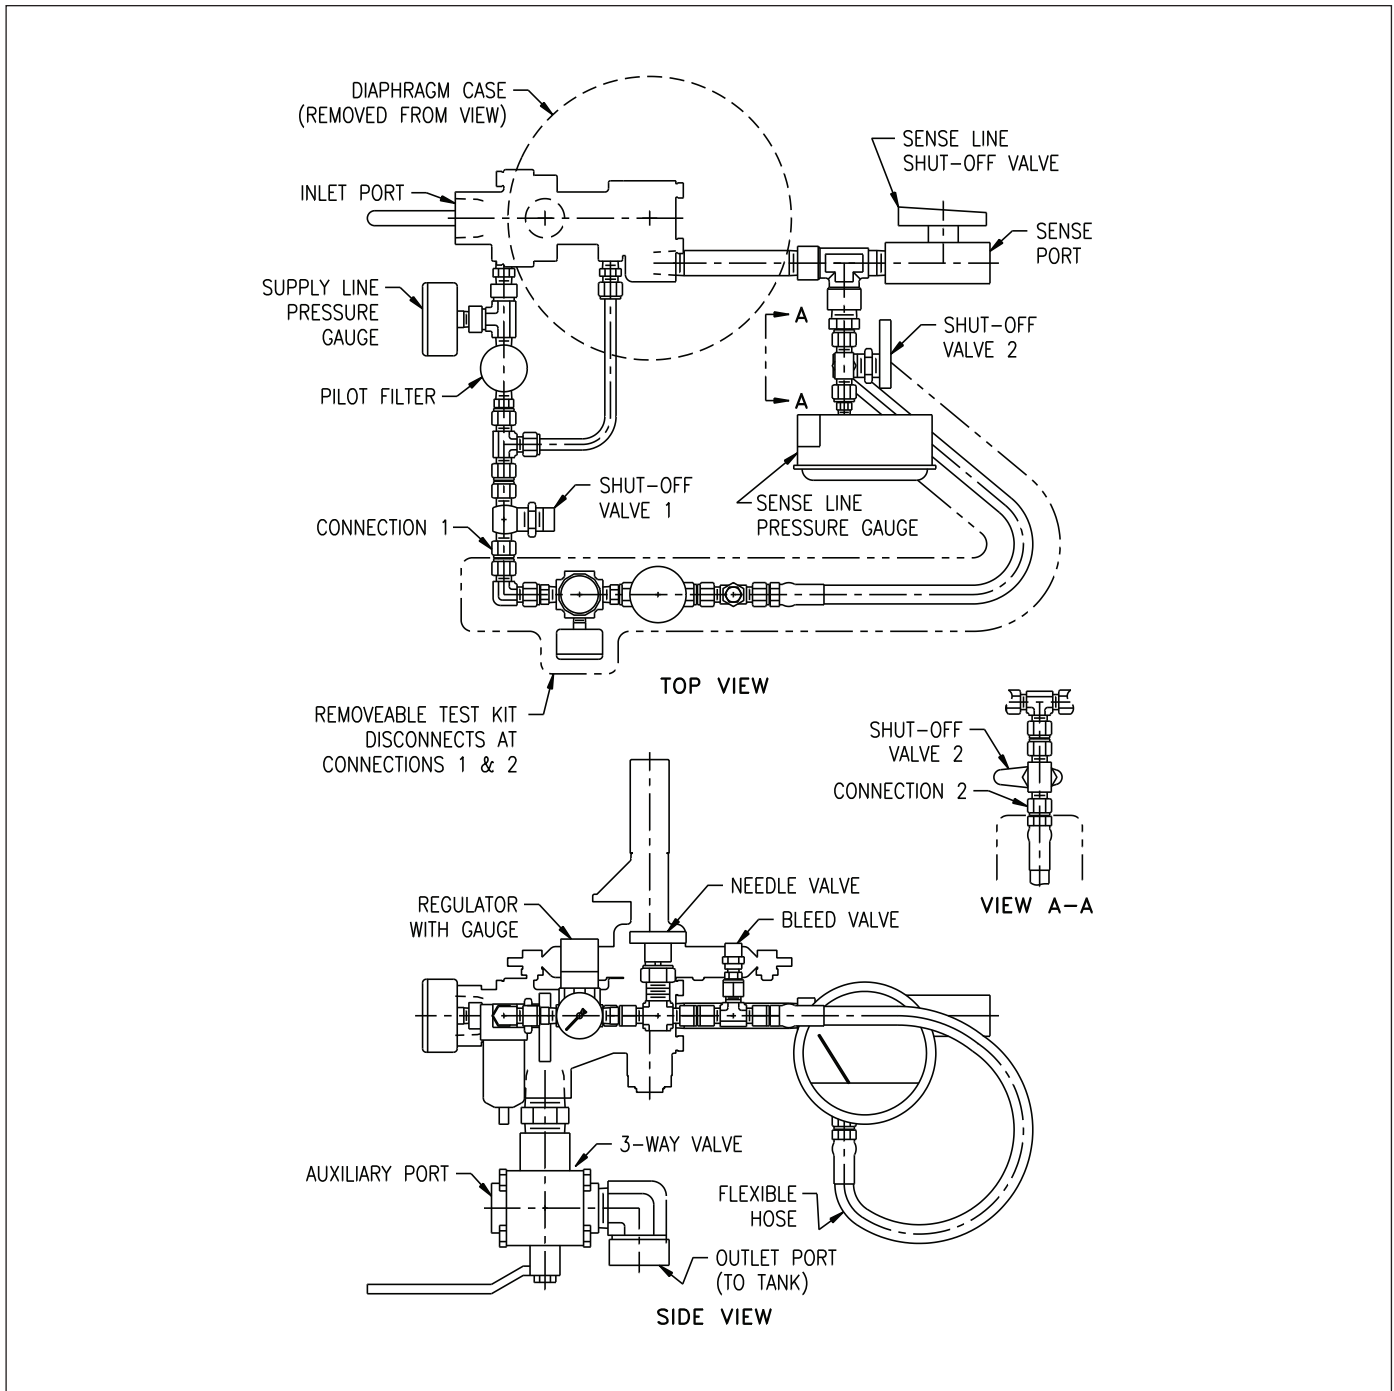 DIAPHRAGM CASE
(REMOVED FROM VIEW)
SENSE LINE
SHUT-OFF VALVE
INLET PORT
SENSE
PORT
SUPPLY LINE
PRESSURE
GAUGE
A
SHUT-OFF
VALVE 2
PILOT FILTER
A
SHUT-OFF
VALVE 1
SENSE LINE
PRESSURE GAUGE
CONNECTION 1
TOP VIEW
REMOVEABLE TEST KIT
DISCONNECTS AT
CONNECTIONS 1 & 2
SHUT-OFF
VALVE 2
CONNECTION 2
VIEW A-A
NEEDLE VALVE
REGULATOR
WITH GAUGE
BLEED VALVE
3-WAY VALVE
AUXILIARY PORT
FLEXIBLE
HOSE
OUTLET PORT
(TO TANK)
SIDE VIEW